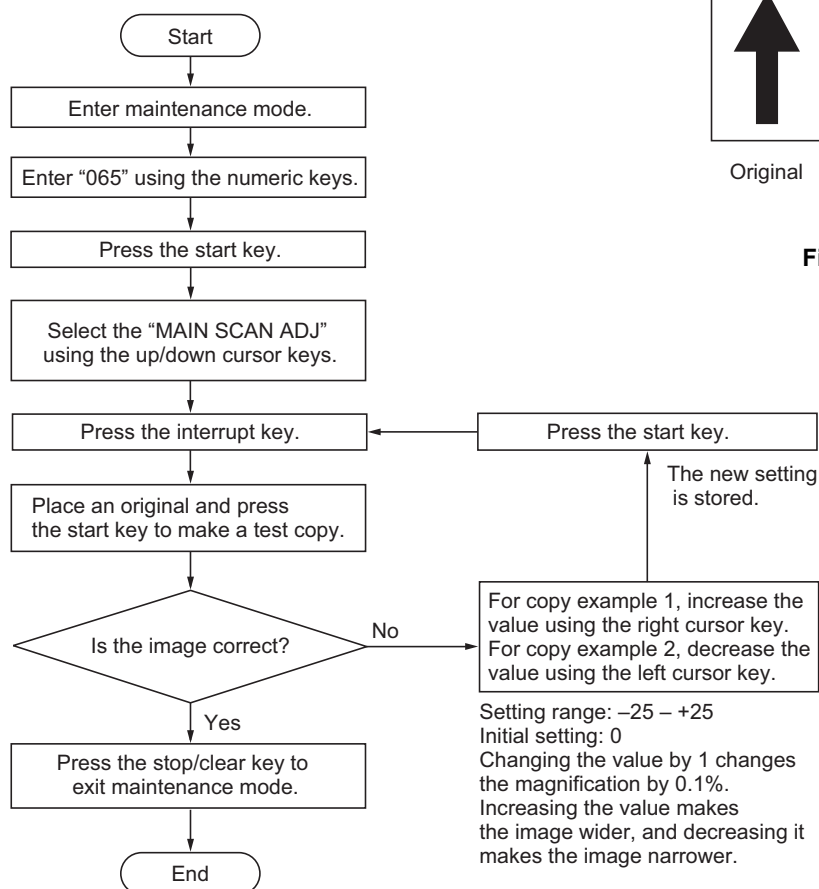 Start
Enter maintenance mode.
Enter “065” using the numeric keys.
Press the start key.
Select the “MAIN SCAN ADJ”
using the up/down cursor keys.
Press the interrupt key.
Place an original and press
the start key to make a test copy.
Is the image correct?
No
Yes
Press the stop/clear key to
exit maintenance mode.
End
Press the start key.
The new setting
is stored.
For copy example 1, increase the
value using the right cursor key.
For copy example 2, decrease the
value using the left cursor key.
Setting range: –25 – +25
Initial setting: 0
Changing the value by 1 changes
the magnification by 0.1%.
Increasing the value makes
the image wider, and decreasing it
makes the image narrower.
Original